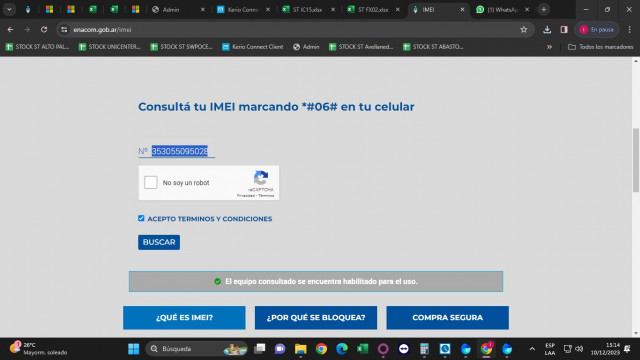 Admin
Kerio Connec
ST IC15.xlsx
ST FX02.xlsx
IMEI
(1) WhatsA
enacom.gob.ar/imei
1
En pausa
STOCK ST ALTO PAL...
STOCK UNICENTER...
STOCK ST SWPOCE...
Kerio Connect Client
STOCK ST Avellaned...
Admin
STOCK ST ABASTO...
»
Todos los marcadores
Consultá tu IMEI marcando *#06# en tu celular
Nº 353055095028
No soy un robot
reCAPTCHA
Privacidad - Términos
ACEPTO TERMINOS Y CONDICIONES
BUSCAR
El equipo consultado se encuentra habilitado para el uso.
¿QUÉ ES IMEI?
¿POR QUÉ SE BLOQUEA?
COMPRA SEGURA
26°C
Mayorm. soleado
Búsqueda
ESP
LAA
15:14
10/12/2023